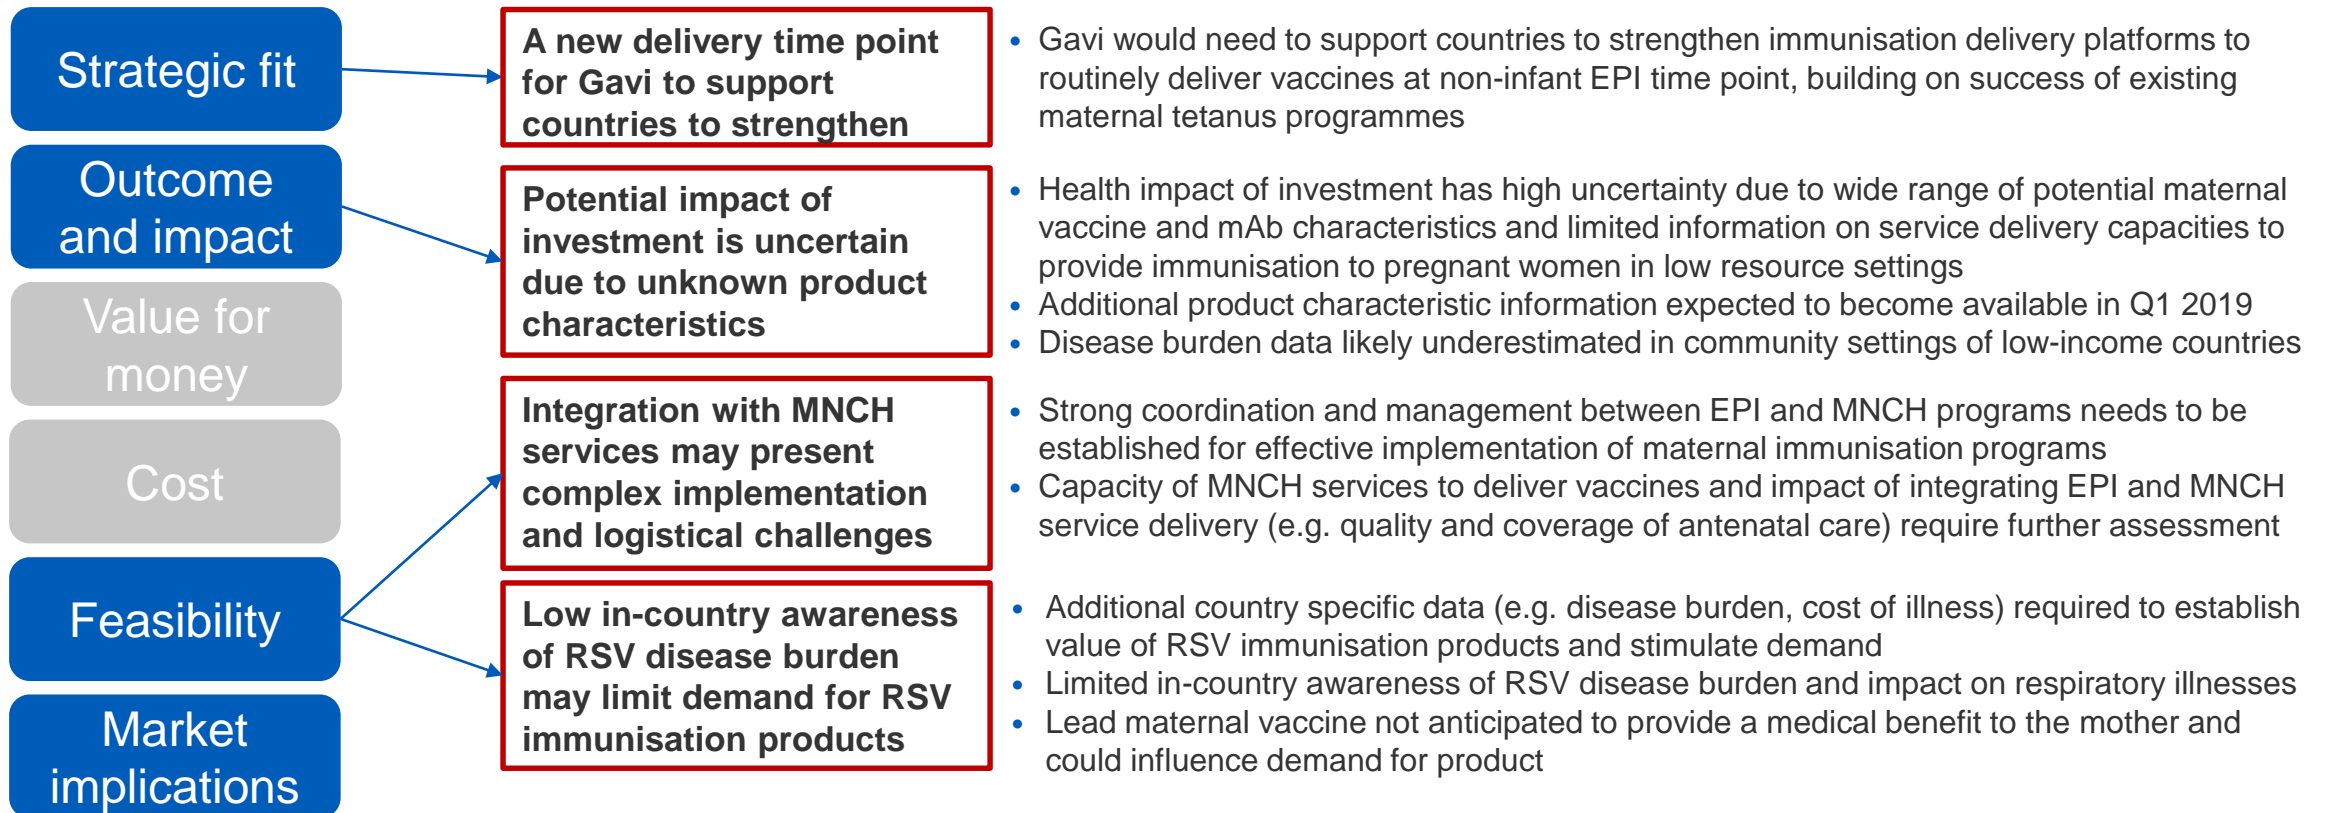 Strategic fit
A new delivery time point
for Gavi to support
countries to strengthen
• Gavi would need to support countries to strengthen immunisation delivery platforms to
routinely deliver vaccines at non-infant EPI time point, building on success of existing
maternal tetanus programmes
Outcome
and impact
Potential impact of
investment is uncertain
due to unknown product
characteristics
• Health impact of investment has high uncertainty due to wide range of potential maternal
vaccine and mAb characteristics and limited information on service delivery capacities to
provide immunisation to pregnant women in low resource settings
• Additional product characteristic information expected to become available in Q1 2019
• Disease burden data likely underestimated in community settings of low-income countries
Value for
money
Cost
Integration with MNCH
services may present
complex implementation
and logistical challenges
• Strong coordination and management between EPI and MNCH programs needs to be
established for effective implementation of maternal immunisation programs
• Capacity of MNCH services to deliver vaccines and impact of integrating EPI and MNCH
service delivery (e.g. quality and coverage of antenatal care) require further assessment
Feasibility
Low in-country awareness
of RSV disease burden
may limit demand for RSV
immunisation products
• Additional country specific data (e.g. disease burden, cost of illness) required to establish
value of RSV immunisation products and stimulate demand
• Limited in-country awareness of RSV disease burden and impact on respiratory illnesses
• Lead maternal vaccine not anticipated to provide a medical benefit to the mother and
could influence demand for product
Market
implications